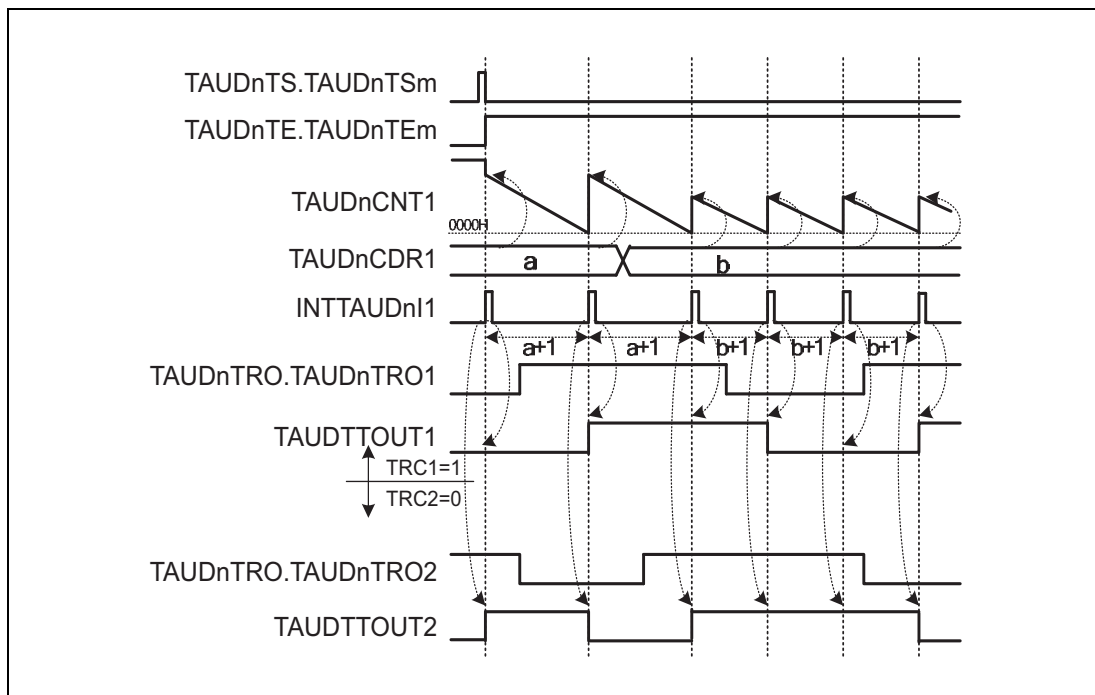 TAUDnTS.TAUDnTSm
TAUDnTE.TAUDnTEm
TAUDnCNT1
0000H
TAUDnCDR1
a
b
INTTAUDnI1
a+1
a+1
b+1
b+1
b+1
TAUDnTRO.TAUDnTRO1
TAUDTTOUT1
TRC1=1
TRC2=0
TAUDnTRO.TAUDnTRO2
TAUDTTOUT2